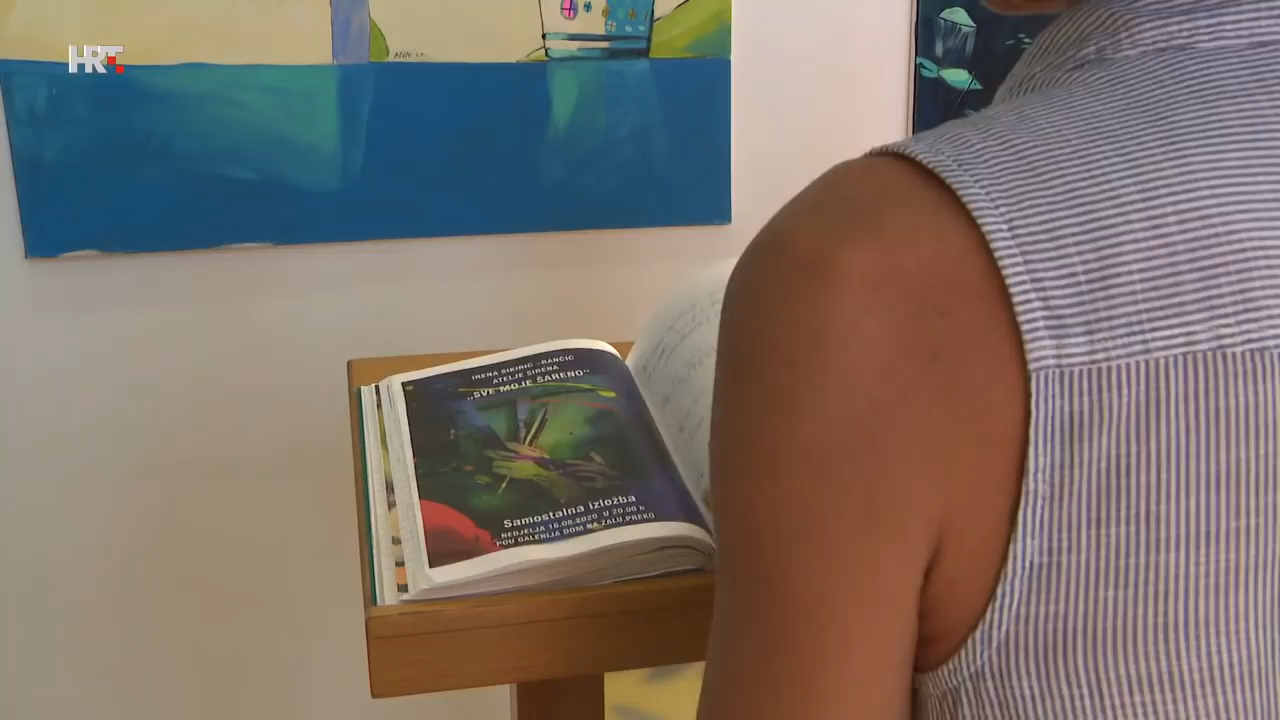 HRT
IRENA SIKIRIĆ -RANČIĆ
ATELJE SIRENA
„SVE MOJE ŠARENO“
Samostalna izložba
NEDJELJA 16.08.2020 U 20.00 h
POU GALERIJA DOM NA ŽALU, PREKO